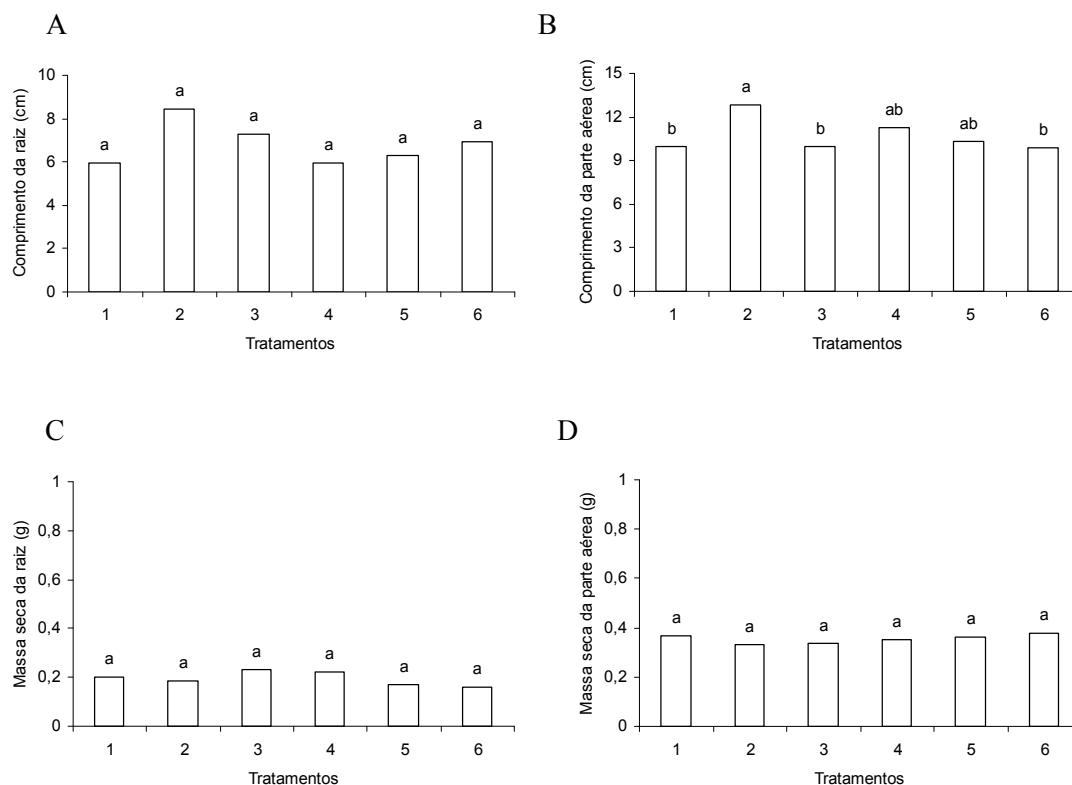 A
Comprimento da raiz (cm)
10
8
6
4
2
0
a
a
a
a
a
a
1 2 3 4 5 6
Tratamentos
B
Comprimento da parte aérea (cm)
15
12
9
6
3
0
b
a
b
ab
ab
b
1 2 3 4 5 6
Tratamentos
C
Massa seca da raiz (g)
1
0,8
0,6
0,4
0,2
0
a
a
a
a
a
a
1 2 3 4 5 6
Tratamentos
D
Massa seca da parte aérea (g)
1
0,8
0,6
0,4
0,2
0
a
a
a
a
a
a
1 2 3 4 5 6
Tratamentos